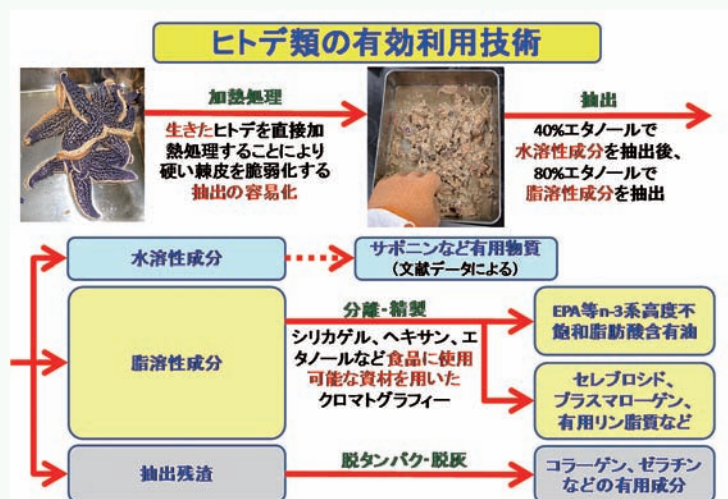 ヒトデ類の有効利用技術
加熱処理
生きたヒトデを直接加
熱処理することにより
硬い棘皮を脆弱化する
抽出の容易化
抽出
40%エタノールで
水溶性成分を抽出後、
80%エタノールで
脂溶性成分を抽出
水溶性成分
サポニンなど有用物質
(文献データによる)
脂溶性成分
分離・精製
シリカゲル、ヘキサン、エ
タノールなど食品に使用
可能な資材を用いた
クロマトグラフィー
EPA等n-3系高度不
飽和脂肪酸含有油
セレブロシド、
プラスマローゲン、
有用リン脂質など
抽出残渣
脱タンパク・脱灰
コラーゲン、ゼラチン
などの有用成分